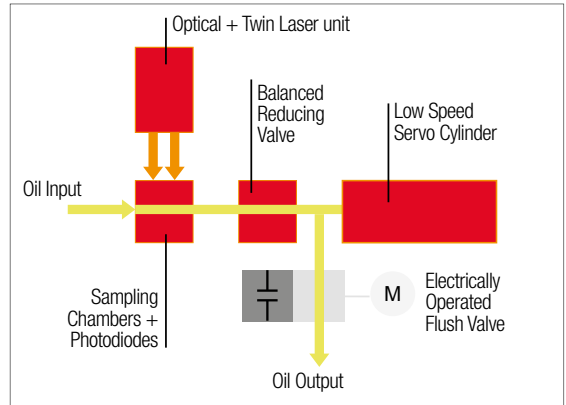 Optical + Twin Laser unit
Balanced
Reducing
Valve
Low Speed
Servo Cylinder
Oil Input
Sampling
Chambers +
Photodiodes
M
Electrically
Operated
Flush Valve
Oil Output